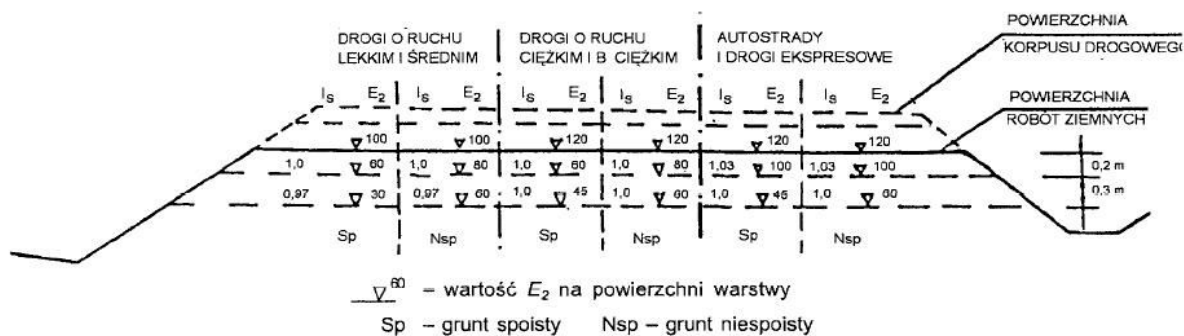 DROGI O RUCHU LEKKIM I ŚREDNIM
DROGI O RUCHU CIĘŻKIM I B CIĘŻKIM
AUTOSTRADY I DROGI EKSPRESOWE
POWIERZCHNIA
KORPUSU DROGOWEGO
I_S E_2 I_S E_2 I_S E_2 I_S E_2 I_S E_2 I_S E_2
POWIERZCHNIA
ROBÓT ZIEMNYCH
100 100 120 120 120 120
1,0 60 1,0 80 1,0 60 1,0 80 1,03 100 1,03 100 0,2 m
0,97 30 0,97 60 1,0 45 1,0 60 1,0 45 1,0 60 0,3 m
Sp Nsp Sp Nsp Sp Nsp
60 – wartość E_2 na powierzchni warstwy
Sp – grunt spoisty Nsp – grunt niespoisty